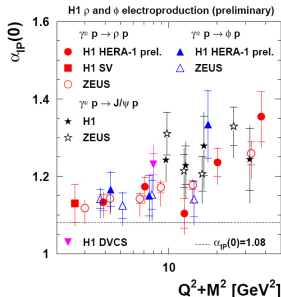 H1 ρ and φ electroproduction (preliminary)
γ* p → ρ p
γ* p → φ p
H1 HERA-1 prel.
H1 HERA-1 prel.
H1 SV
ZEUS
ZEUS
γ* p → J/ψ p
H1
ZEUS
α_IP(0)
1.6
1.4
1.2
1
H1 DVCS
α_IP(0)=1.08
10
Q²+M² [GeV²]